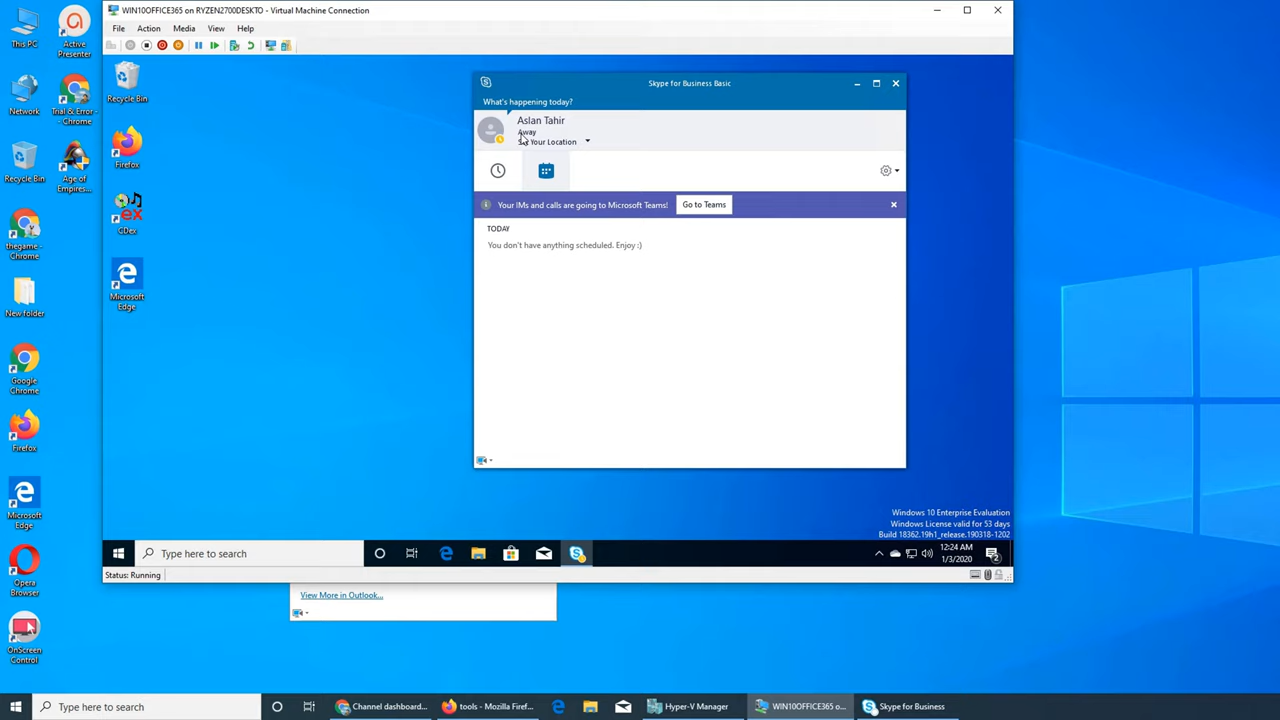 WIN10OFFICE365 on RYZEN2700DESKTO - Virtual Machine Connection
File Action Media View Help
This PC
Active Presenter
Network
Trial & Error - Chrome
Recycle Bin
Age of Empires...
thegame - Chrome
New folder
Google Chrome
Firefox
Microsoft Edge
Opera Browser
OnScreen Control
Recycle Bin
Firefox
ex
CDex
Microsoft Edge
Skype for Business Basic
What's happening today?
Aslan Tahir
Away
Your Location
Your IMs and calls are going to Microsoft Teams!
Go to Teams
TODAY
You don't have anything scheduled. Enjoy :)
Windows 10 Enterprise Evaluation
Windows License valid for 53 days
Build 18362.19h1_release.190318-1202
Type here to search
12:24 AM
1/3/2020
2
Status: Running
View More in Outlook...
Type here to search
Channel dashboard...
tools - Mozilla Firef...
Hyper-V Manager
WIN10OFFICE365 o...
Skype for Business